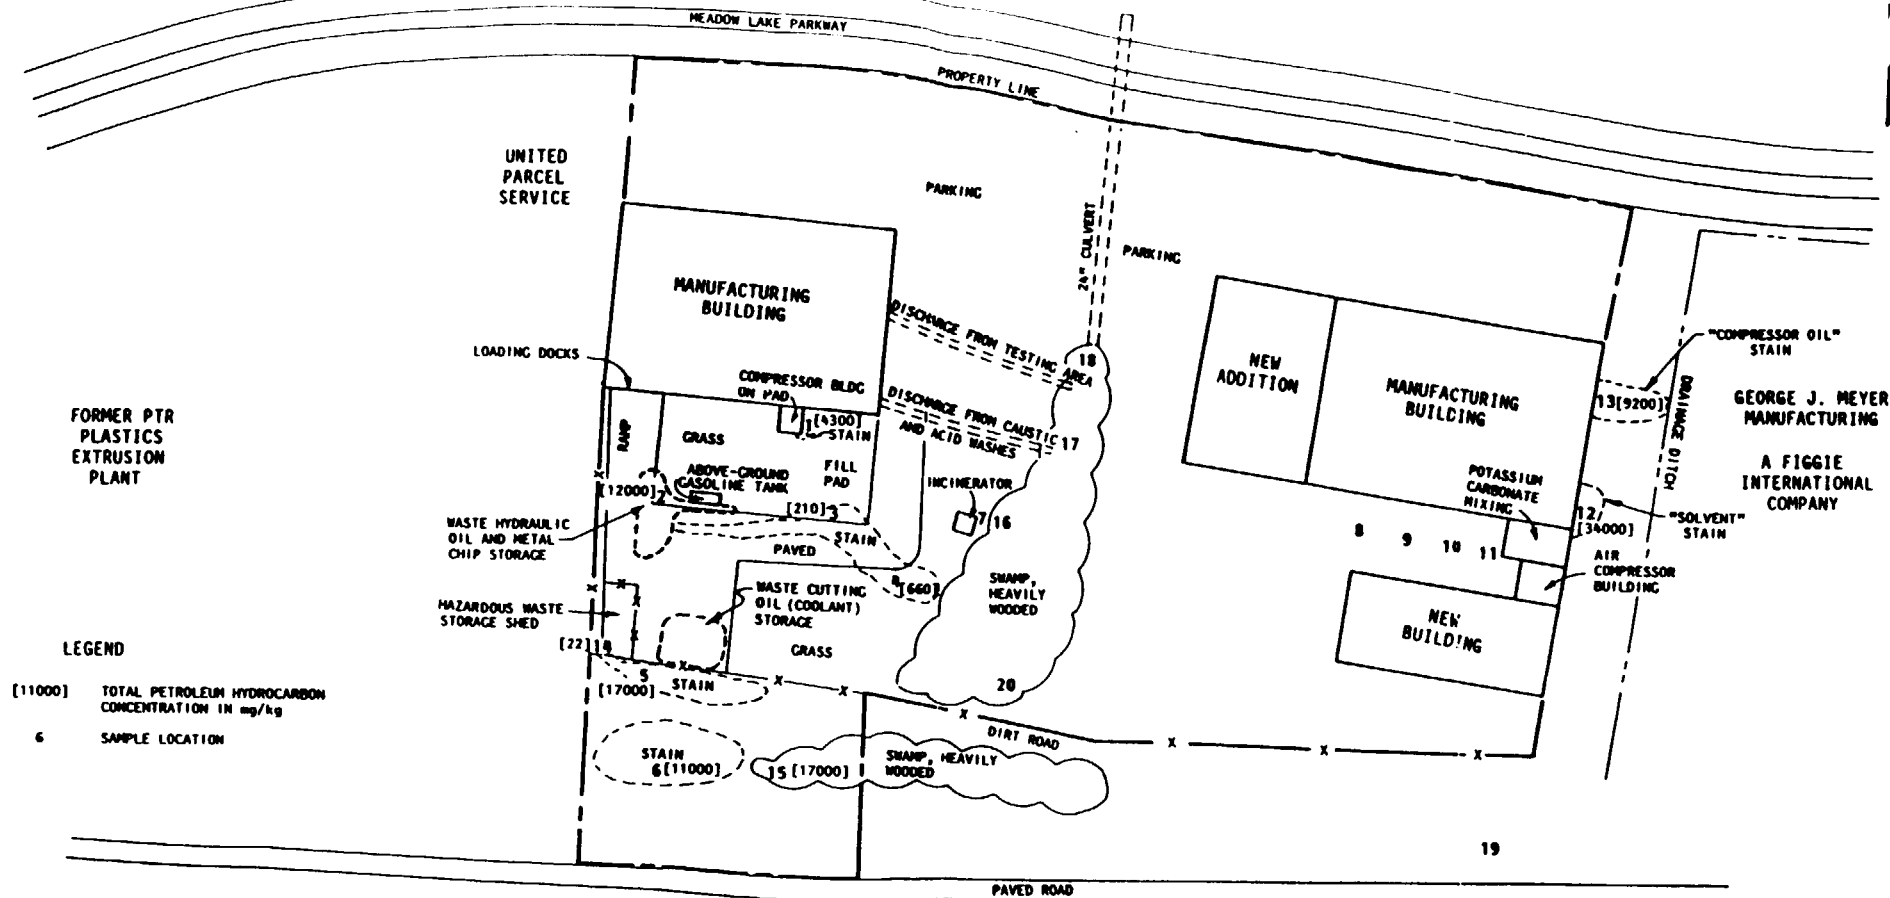 MEADOW LAKE PARKWAY
PROPERTY LINE
UNITED
PARCEL
SERVICE
PARKING
24" CULVERT
PARKING
MANUFACTURING
BUILDING
DISCHARGE FROM TESTING AREA
18
LOADING DOCKS
COMPRESSOR BLDG
ON PAD
DISCHARGE FROM CAUSTIC
AND ACID WASHES
17
NEW
ADDITION
MANUFACTURING
BUILDING
"COMPRESSOR OIL"
STAIN
13[9200]
DRAINAGE DITCH
GEORGE J. MEYER
MANUFACTURING
A FIGGIE
INTERNATIONAL
COMPANY
FORMER PTR
PLASTICS
EXTRUSION
PLANT
RAMP
GRASS
1[4300]
STAIN
ABOVE-GROUND
GASOLINE TANK
FILL
PAD
[12000]2
[210]3
INCINERATOR
7
16
POTASSIUM
CARBONATE
MIXING
12
[34000]
"SOLVENT"
STAIN
WASTE HYDRAULIC
OIL AND METAL
CHIP STORAGE
STAIN
PAVED
8
9
10
11
AIR
COMPRESSOR
BUILDING
[660]
SWAMP,
HEAVILY
WOODED
WASTE CUTTING
OIL (COOLANT)
STORAGE
HAZARDOUS WASTE
STORAGE SHED
NEW
BUILDING
[22]14
GRASS
5
[17000]
STAIN
20
LEGEND
[11000] TOTAL PETROLEUM HYDROCARBON
CONCENTRATION IN mg/kg
6 SAMPLE LOCATION
DIRT ROAD
STAIN
6[11000]
15[17000]
SWAMP, HEAVILY
WOODED
19
PAVED ROAD